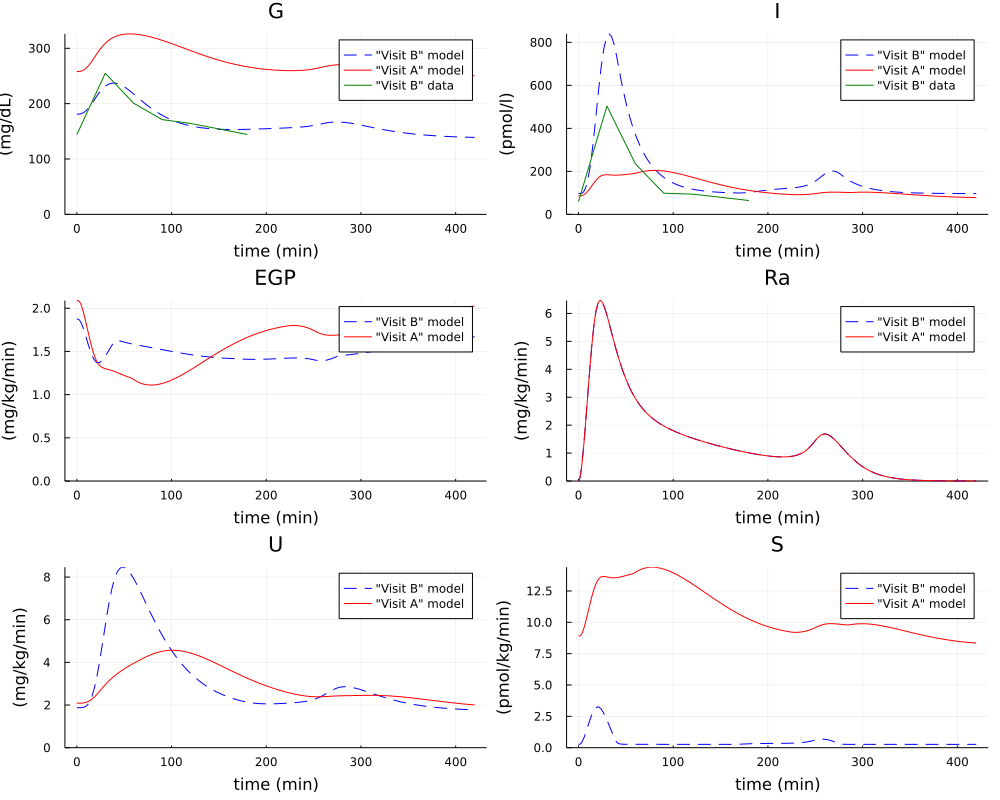 G
300
200
100
0
(mg/dL)
0 100 200 300 400
time (min)
"Visit B" model
"Visit A" model
"Visit B" data
I
800
600
400
200
0
(pmol/l)
0 100 200 300 400
time (min)
"Visit B" model
"Visit A" model
"Visit B" data
EGP
2.0
1.5
1.0
0.5
0.0
(mg/kg/min)
0 100 200 300 400
time (min)
"Visit B" model
"Visit A" model
Ra
6
5
4
3
2
1
0
(mg/kg/min)
0 100 200 300 400
time (min)
"Visit B" model
"Visit A" model
U
8
6
4
2
0
(mg/kg/min)
0 100 200 300 400
time (min)
"Visit B" model
"Visit A" model
S
12.5
10.0
7.5
5.0
2.5
0.0
(pmol/kg/min)
0 100 200 300 400
time (min)
"Visit B" model
"Visit A" model